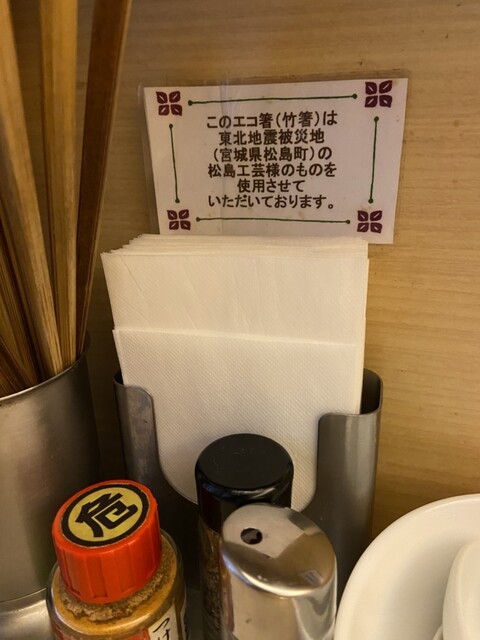 このエコ箸(竹箸)は
東北地震被災地
(宮城県松島町)の
松島工芸様のものを
使用させて
いただいております。
危